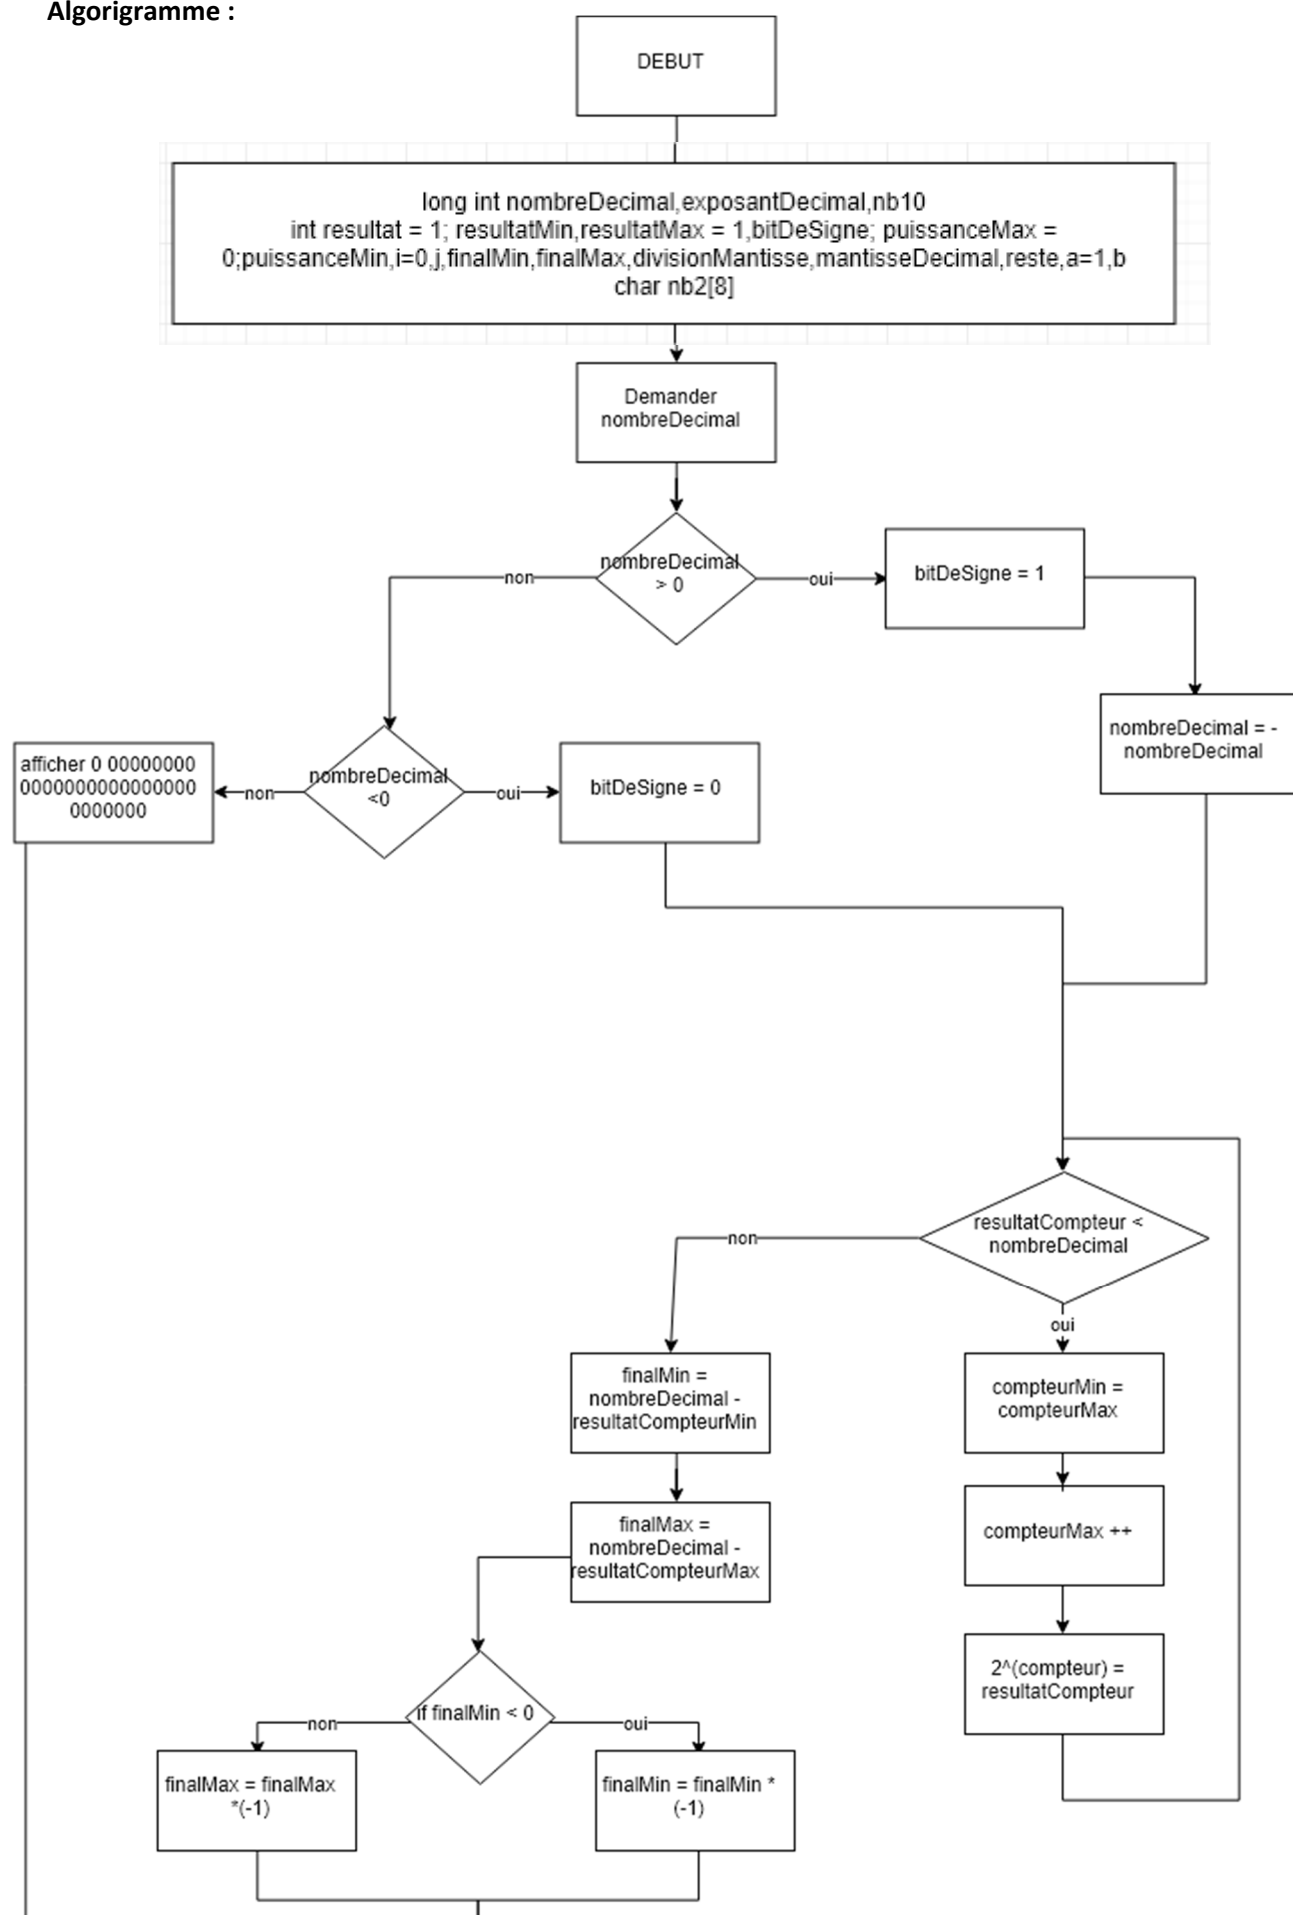 Algorigramme :
DEBUT
long int nombreDecimal,exposantDecimal,nb10
int resultat = 1; resultatMin,resultatMax = 1,bitDeSigne; puissanceMax =
0;puissanceMin,i=0,j,finalMin,finalMax,divisionMantisse,mantisseDecimal,reste,a=1,b
char nb2[8]
Demander
nombreDecimal
nombreDecimal
> 0
non
oui
bitDeSigne = 1
nombreDecimal = -
nombreDecimal
nombreDecimal
<0
non
oui
afficher 0 00000000
0000000000000000
0000000
bitDeSigne = 0
resultatCompteur <
nombreDecimal
non
oui
finalMin =
nombreDecimal -
resultatCompteurMin
compteurMin =
compteurMax
finalMax =
nombreDecimal -
resultatCompteurMax
compteurMax ++
2^(compteur) =
resultatCompteur
If finalMin < 0
non
oui
finalMax = finalMax
*(-1)
finalMin = finalMin *
(-1)